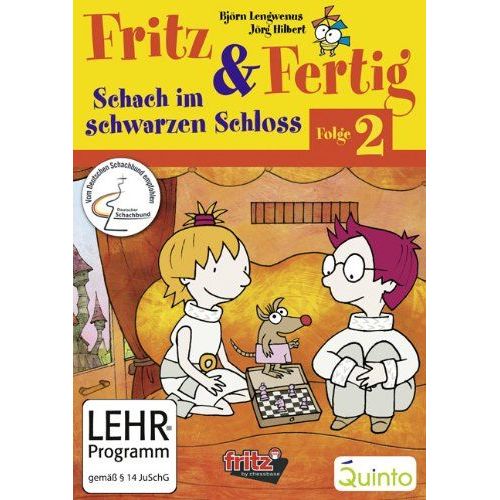 Björn Lengwenus
Jörg Hilbert
Fritz
& Fertig
Schach im
schwarzen Schloss
Folge 2
Vom Deutschen Schachbund empfohlen
Deutscher
Schachbund
LEHR-
Programm
gemäß § 14 JuSchG
fritz
by chessbase
Quinto